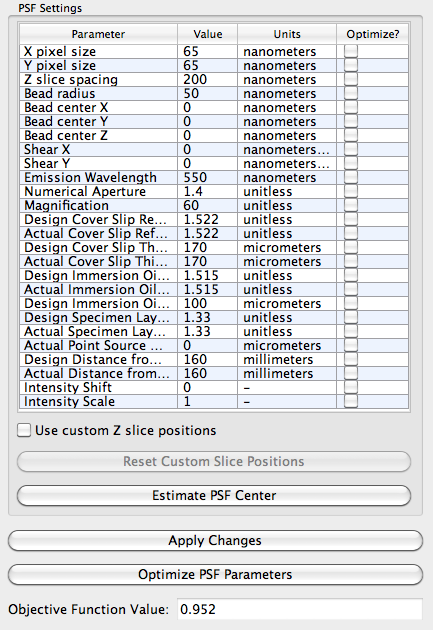 PSF Settings
Parameter Value Units Optimize?
X pixel size 65 nanometers
Y pixel size 65 nanometers
Z slice spacing 200 nanometers
Bead radius 50 nanometers
Bead center X 0 nanometers
Bead center Y 0 nanometers
Bead center Z 0 nanometers
Shear X 0 nanometers...
Shear Y 0 nanometers...
Emission Wavelength 550 nanometers
Numerical Aperture 1.4 unitless
Magnification 60 unitless
Design Cover Slip Re... 1.522 unitless
Actual Cover Slip Ref... 1.522 unitless
Design Cover Slip Th... 170 micrometers
Actual Cover Slip Thi... 170 micrometers
Design Immersion Oi... 1.515 unitless
Actual Immersion Oil... 1.515 unitless
Design Immersion Oi... 100 micrometers
Design Specimen Lay... 1.33 unitless
Actual Specimen Lay... 1.33 unitless
Actual Point Source ... 0 micrometers
Design Distance fro... 160 millimeters
Actual Distance from... 160 millimeters
Intensity Shift 0 -
Intensity Scale 1 -
Use custom Z slice positions
Reset Custom Slice Positions
Estimate PSF Center
Apply Changes
Optimize PSF Parameters
Objective Function Value: 0.952